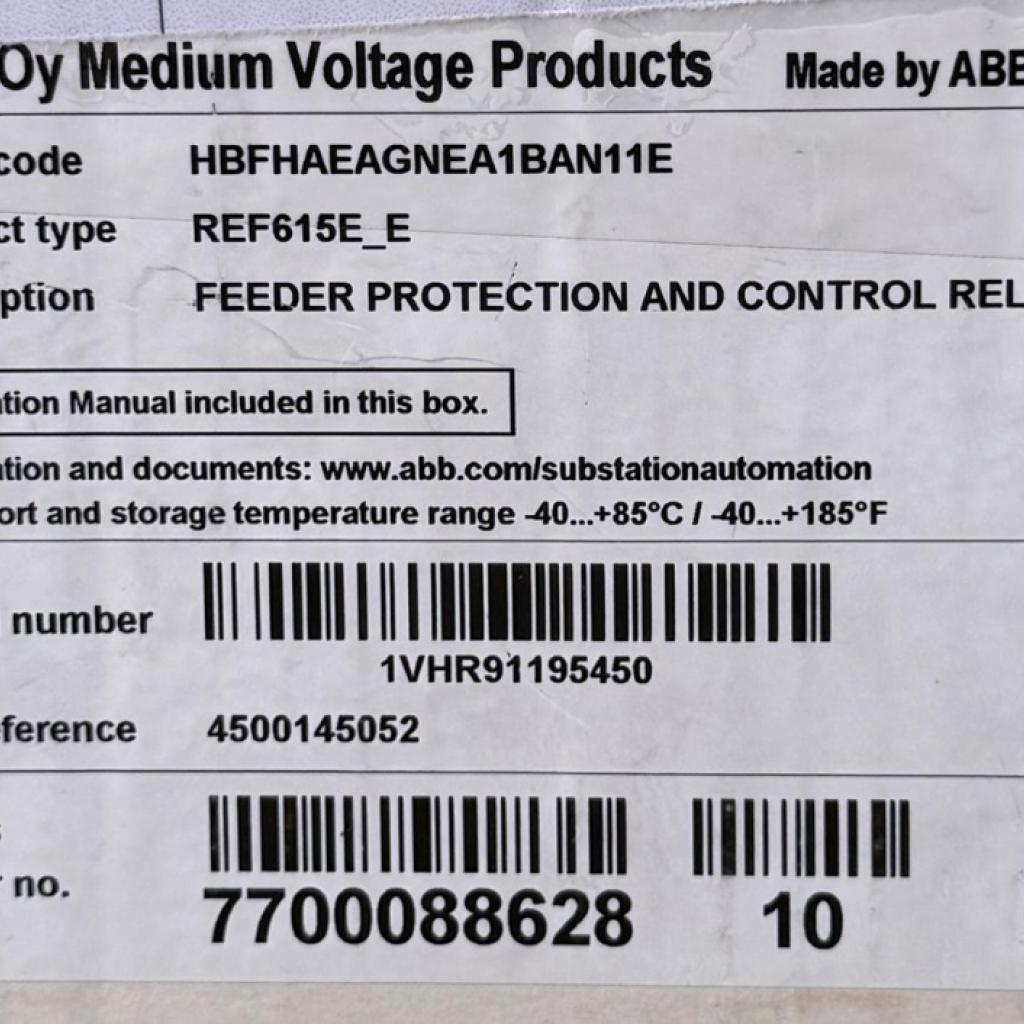 Oy Medium Voltage Products Made by ABB
code HBFHAEAGNEA1BAN11E
ct type REF615E_E
ption FEEDER PROTECTION AND CONTROL REL
tion Manual included in this box.
ation and documents: www.abb.com/substationautomation
ort and storage temperature range -40...+85°C / -40...+185°F
number
1VHR91195450
ference 4500145052
no.
7700088628 10